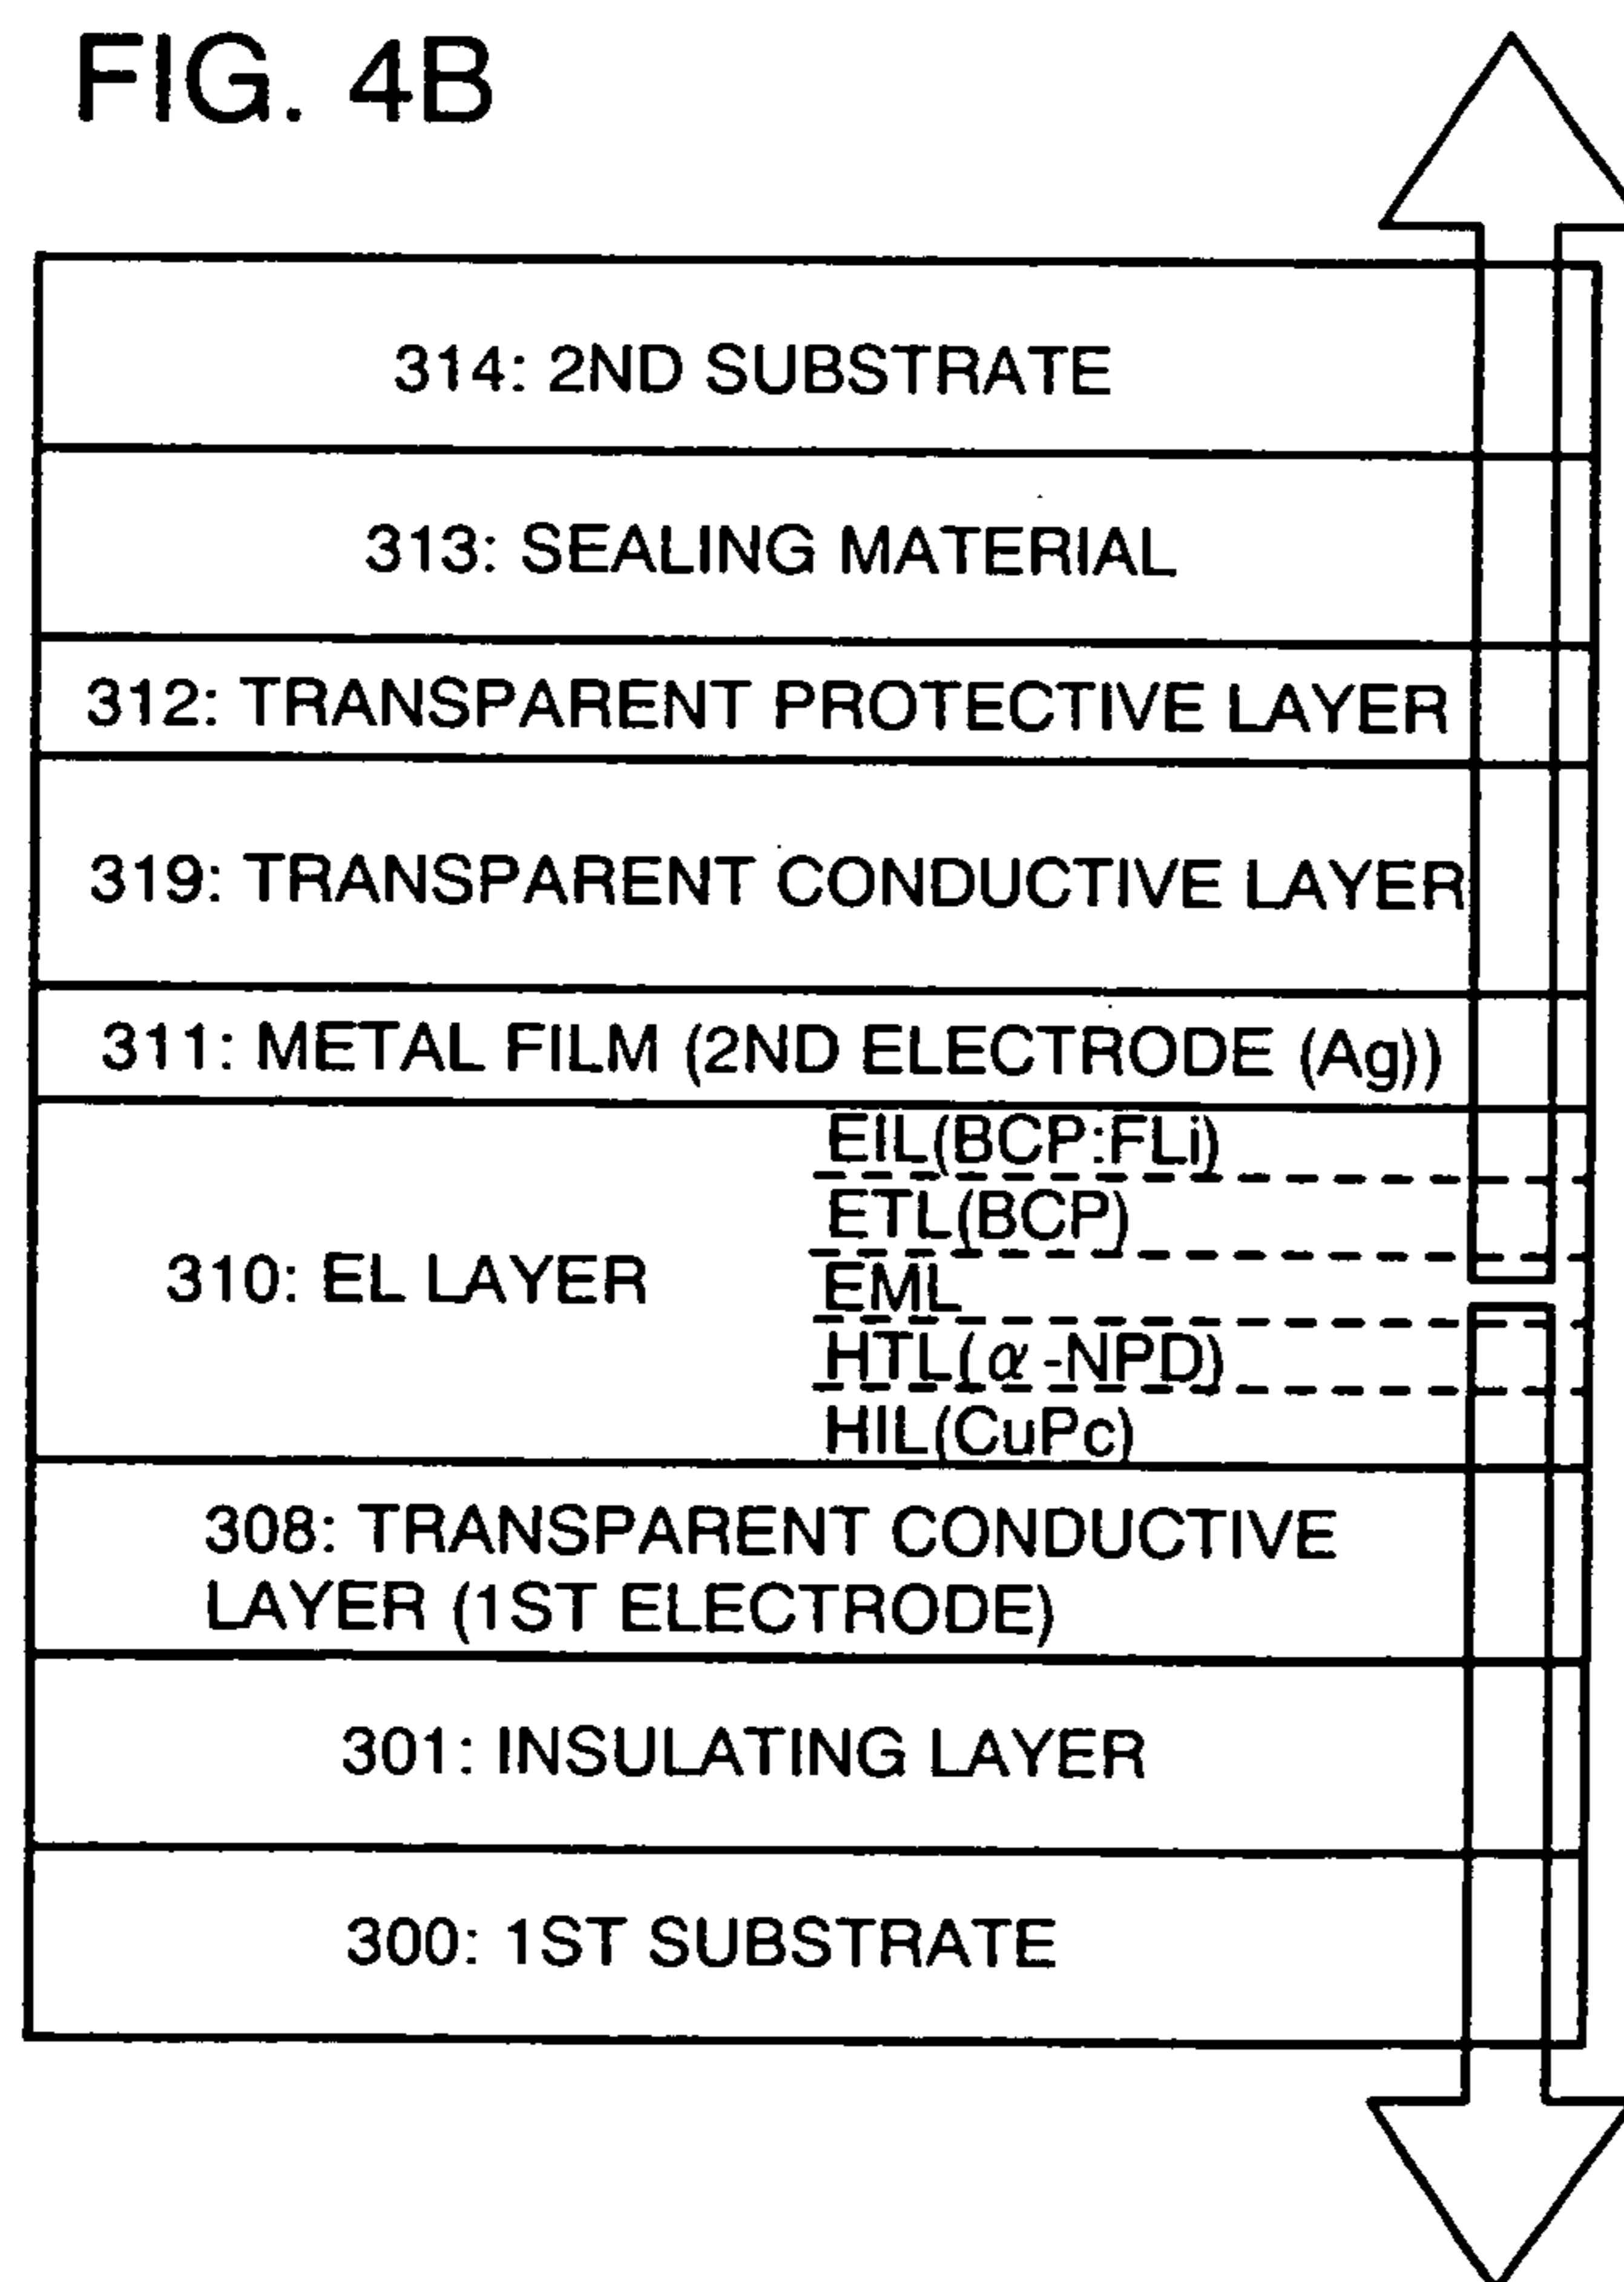 FIG. 4B
314: 2ND SUBSTRATE
313: SEALING MATERIAL
312: TRANSPARENT PROTECTIVE LAYER
319: TRANSPARENT CONDUCTIVE LAYER
311: METAL FILM (2ND ELECTRODE (Ag))
310: EL LAYER
EIL(BCP:FLi)
ETL(BCP)
EML
HTL(α-NPD)
HIL(CuPc)
308: TRANSPARENT CONDUCTIVE
LAYER (1ST ELECTRODE)
301: INSULATING LAYER
300: 1ST SUBSTRATE